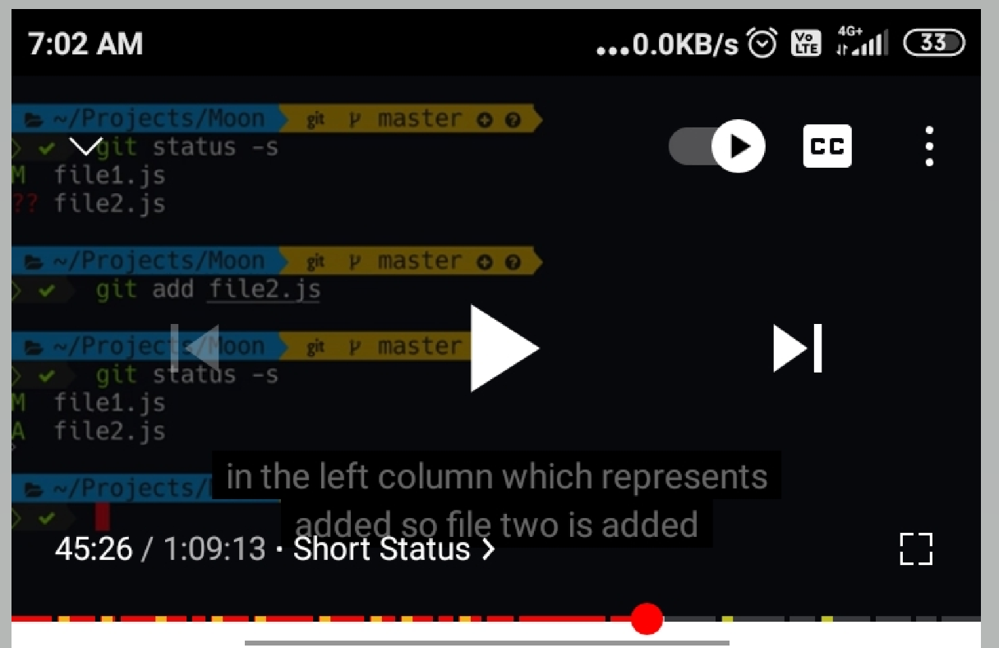 7:02 AM ...0.0KB/s Vo LTE 4G+ 33
~/Projects/Moon git master
git status -s CC
M file1.js
?? file2.js
~/Projects/Moon git master
git add file2.js
~/Projects/Moon git master
git status -s
M file1.js
A file2.js
~/Projects/
in the left column which represents
added so file two is added
45:26 / 1:09:13 · Short Status >